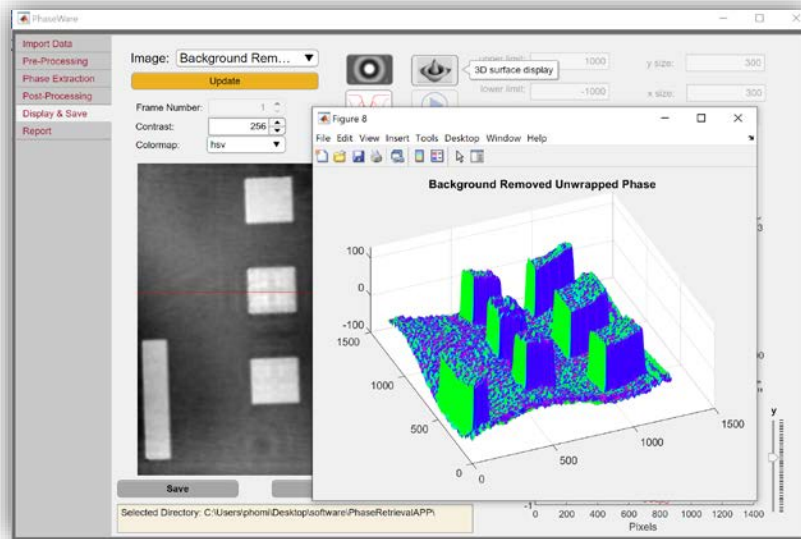 PhaseWare
Import Data
Pre-Processing
Phase Extraction
Post-Processing
Display & Save
Report
Image: Background Rem... ▼
Update
Frame Number: 1
Contrast: 256
Colormap: hsv ▼
3D surface display
upper limit: 1000
lower limit: -1000
y size: 300
x size: 300
Figure 8
File Edit View Insert Tools Desktop Window Help
Background Removed Unwrapped Phase
100
0
-100
1500
1000
500
0
0
500
1000
1500
y
-1
0 200 400 600 800 1000 1200 1400
Pixels
Save
Selected Directory: C:\Users\phomi\Desktop\software\PhaseRetrievalAPP\